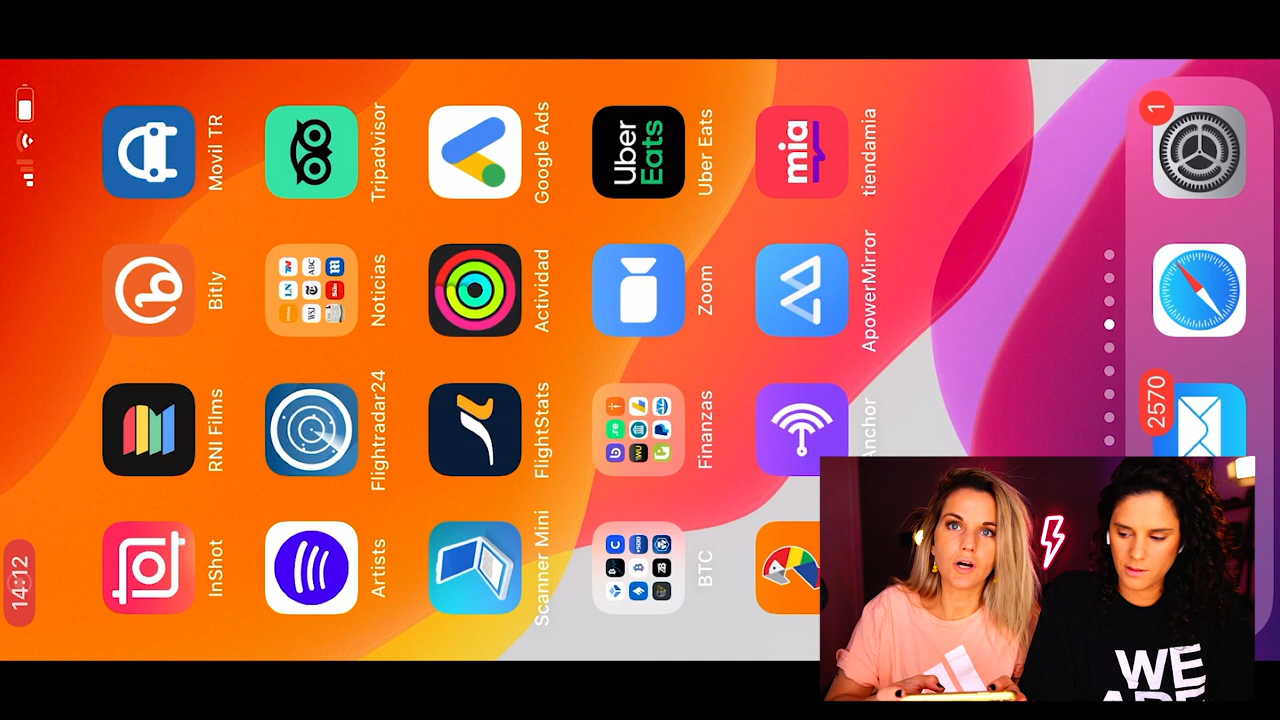 14:12
InShot
RNI Films
Bitly
Movil TR
Artists
Flightradar24
Noticias
Tripadvisor
Scanner Mini
FlightStats
Actividad
Google Ads
BTC
Finanzas
Zoom
Uber
Eats
Uber Eats
Anchor
ApowerMirror
mia
tiendamia
2570
1
WE
ARE